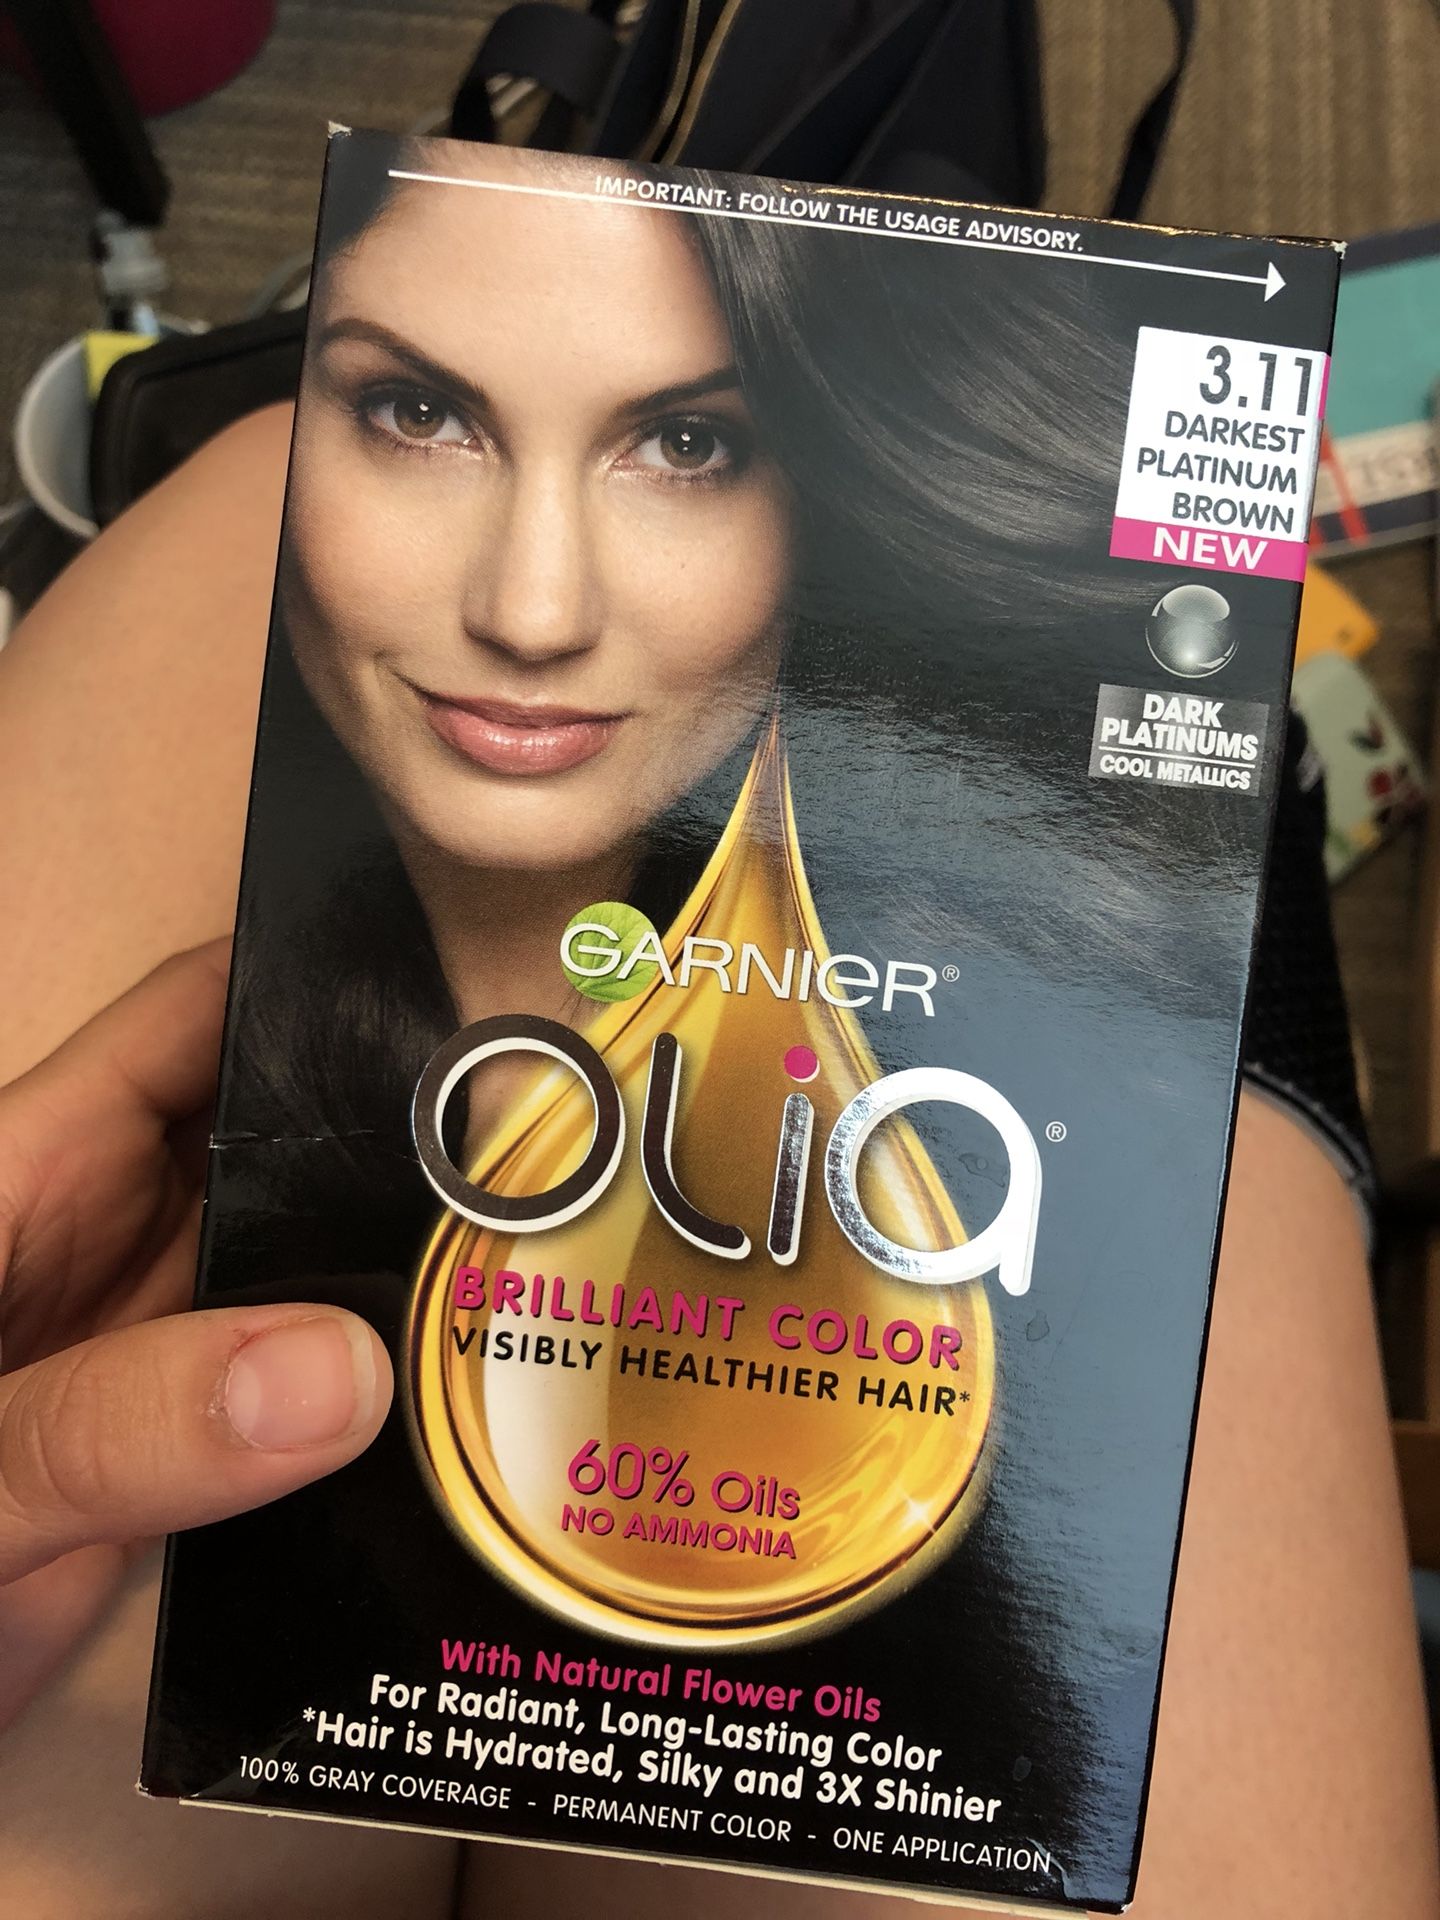 IMPORTANT: FOLLOW THE USAGE ADVISORY.
3.11
DARKEST
PLATINUM
BROWN
NEW
DARK
PLATINUMS
COOL METALLICS
GARNIER®
OLiA®
BRILLIANT COLOR
VISIBLY HEALTHIER HAIR*
60% Oils
NO AMMONIA
With Natural Flower Oils
For Radiant, Long-Lasting Color
*Hair is Hydrated, Silky and 3X Shinier
100% GRAY COVERAGE - PERMANENT COLOR - ONE APPLICATION